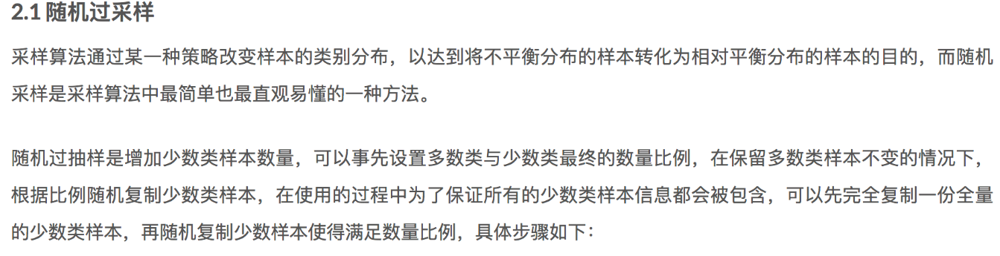 2.1 随机过采样
采样算法通过某一种策略改变样本的类别分布，以达到将不平衡分布的样本转化为相对平衡分布的样本的目的，而随机
采样是采样算法中最简单也最直观易懂的一种方法。
随机过抽样是增加少数类样本数量，可以事先设置多数类与少数类最终的数量比例，在保留多数类样本不变的情况下，
根据比例随机复制少数类样本，在使用的过程中为了保证所有的少数类样本信息都会被包含，可以先完全复制一份全量
的少数类样本，再随机复制少数样本使得满足数量比例，具体步骤如下：